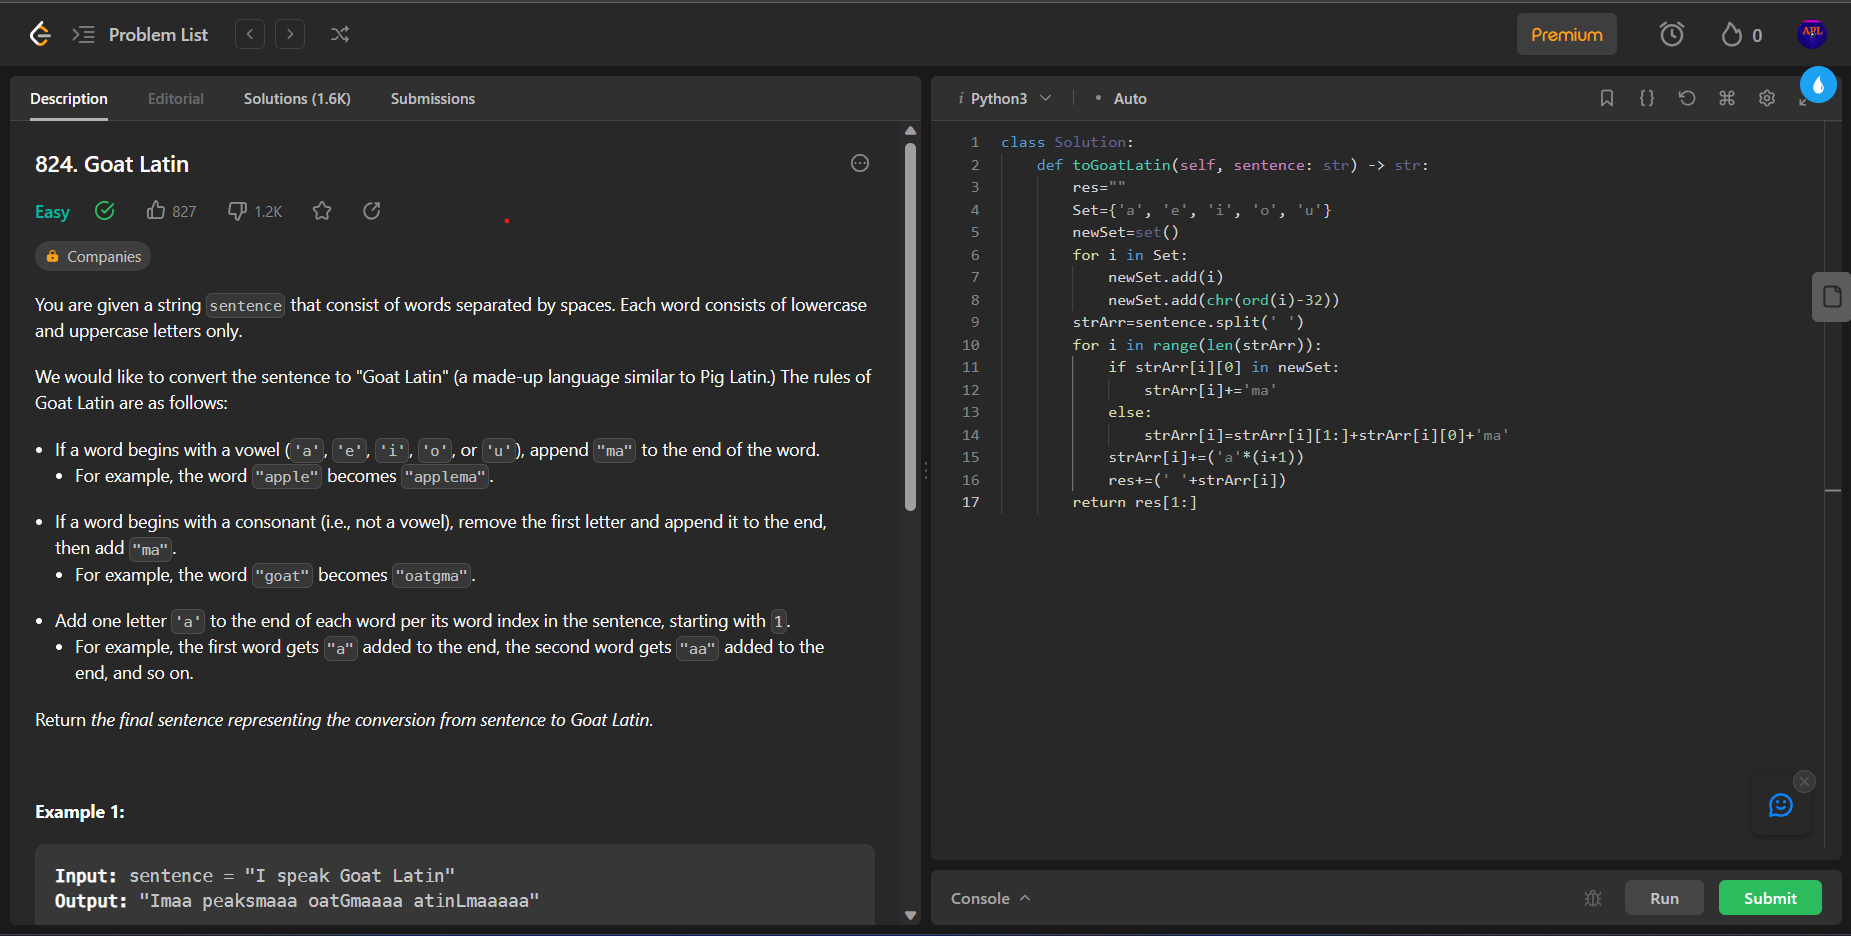 Problem List
Premium
0
APL
Description Editorial Solutions (1.6K) Submissions
824. Goat Latin
Easy 827 1.2K
Companies
You are given a string sentence that consist of words separated by spaces. Each word consists of lowercase
and uppercase letters only.
We would like to convert the sentence to "Goat Latin" (a made-up language similar to Pig Latin.) The rules of
Goat Latin are as follows:
• If a word begins with a vowel ('a', 'e', 'i', 'o', or 'u'), append "ma" to the end of the word.
• For example, the word "apple" becomes "applema".
• If a word begins with a consonant (i.e., not a vowel), remove the first letter and append it to the end,
then add "ma".
• For example, the word "goat" becomes "oatgma".
• Add one letter 'a' to the end of each word per its word index in the sentence, starting with 1.
• For example, the first word gets "a" added to the end, the second word gets "aa" added to the
end, and so on.
Return the final sentence representing the conversion from sentence to Goat Latin.
Example 1:
Input: sentence = "I speak Goat Latin"
Output: "Imaa peaksmaaa oatGmaaaa atinLmaaaaa"
i Python3 • Auto
1 class Solution:
2 def toGoatLatin(self, sentence: str) -> str:
3 res=""
4 Set={'a', 'e', 'i', 'o', 'u'}
5 newSet=set()
6 for i in Set:
7 newSet.add(i)
8 newSet.add(chr(ord(i)-32))
9 strArr=sentence.split(' ')
10 for i in range(len(strArr)):
11 if strArr[i][0] in newSet:
12 strArr[i]+='ma'
13 else:
14 strArr[i]=strArr[i][1:]+strArr[i][0]+'ma'
15 strArr[i]+=('a'*(i+1))
16 res+=(' '+strArr[i])
17 return res[1:]
Console
Run
Submit